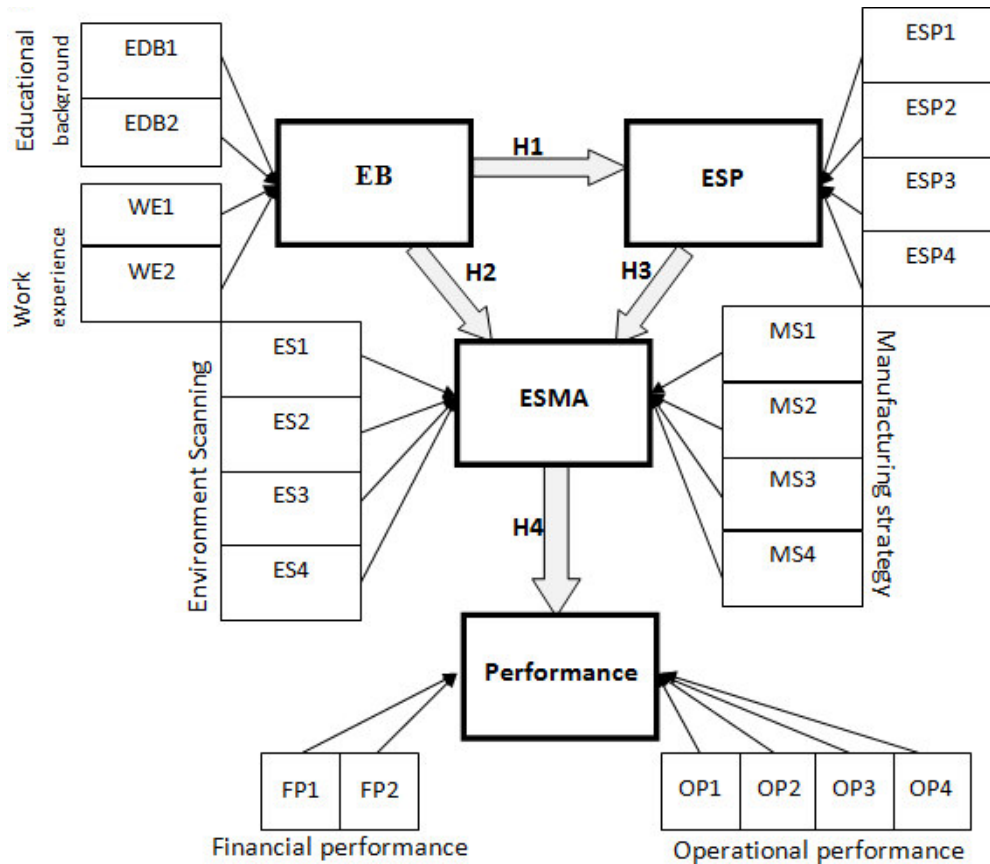 Educational
background
EDB1
EDB2
Work
experience
WE1
WE2
EB
H1
ESP
ESP1
ESP2
ESP3
ESP4
H2
H3
Environment Scanning
ES1
ES2
ES3
ES4
ESMA
MS1
MS2
MS3
MS4
Manufacturing strategy
H4
Performance
FP1
FP2
Financial performance
OP1
OP2
OP3
OP4
Operational performance